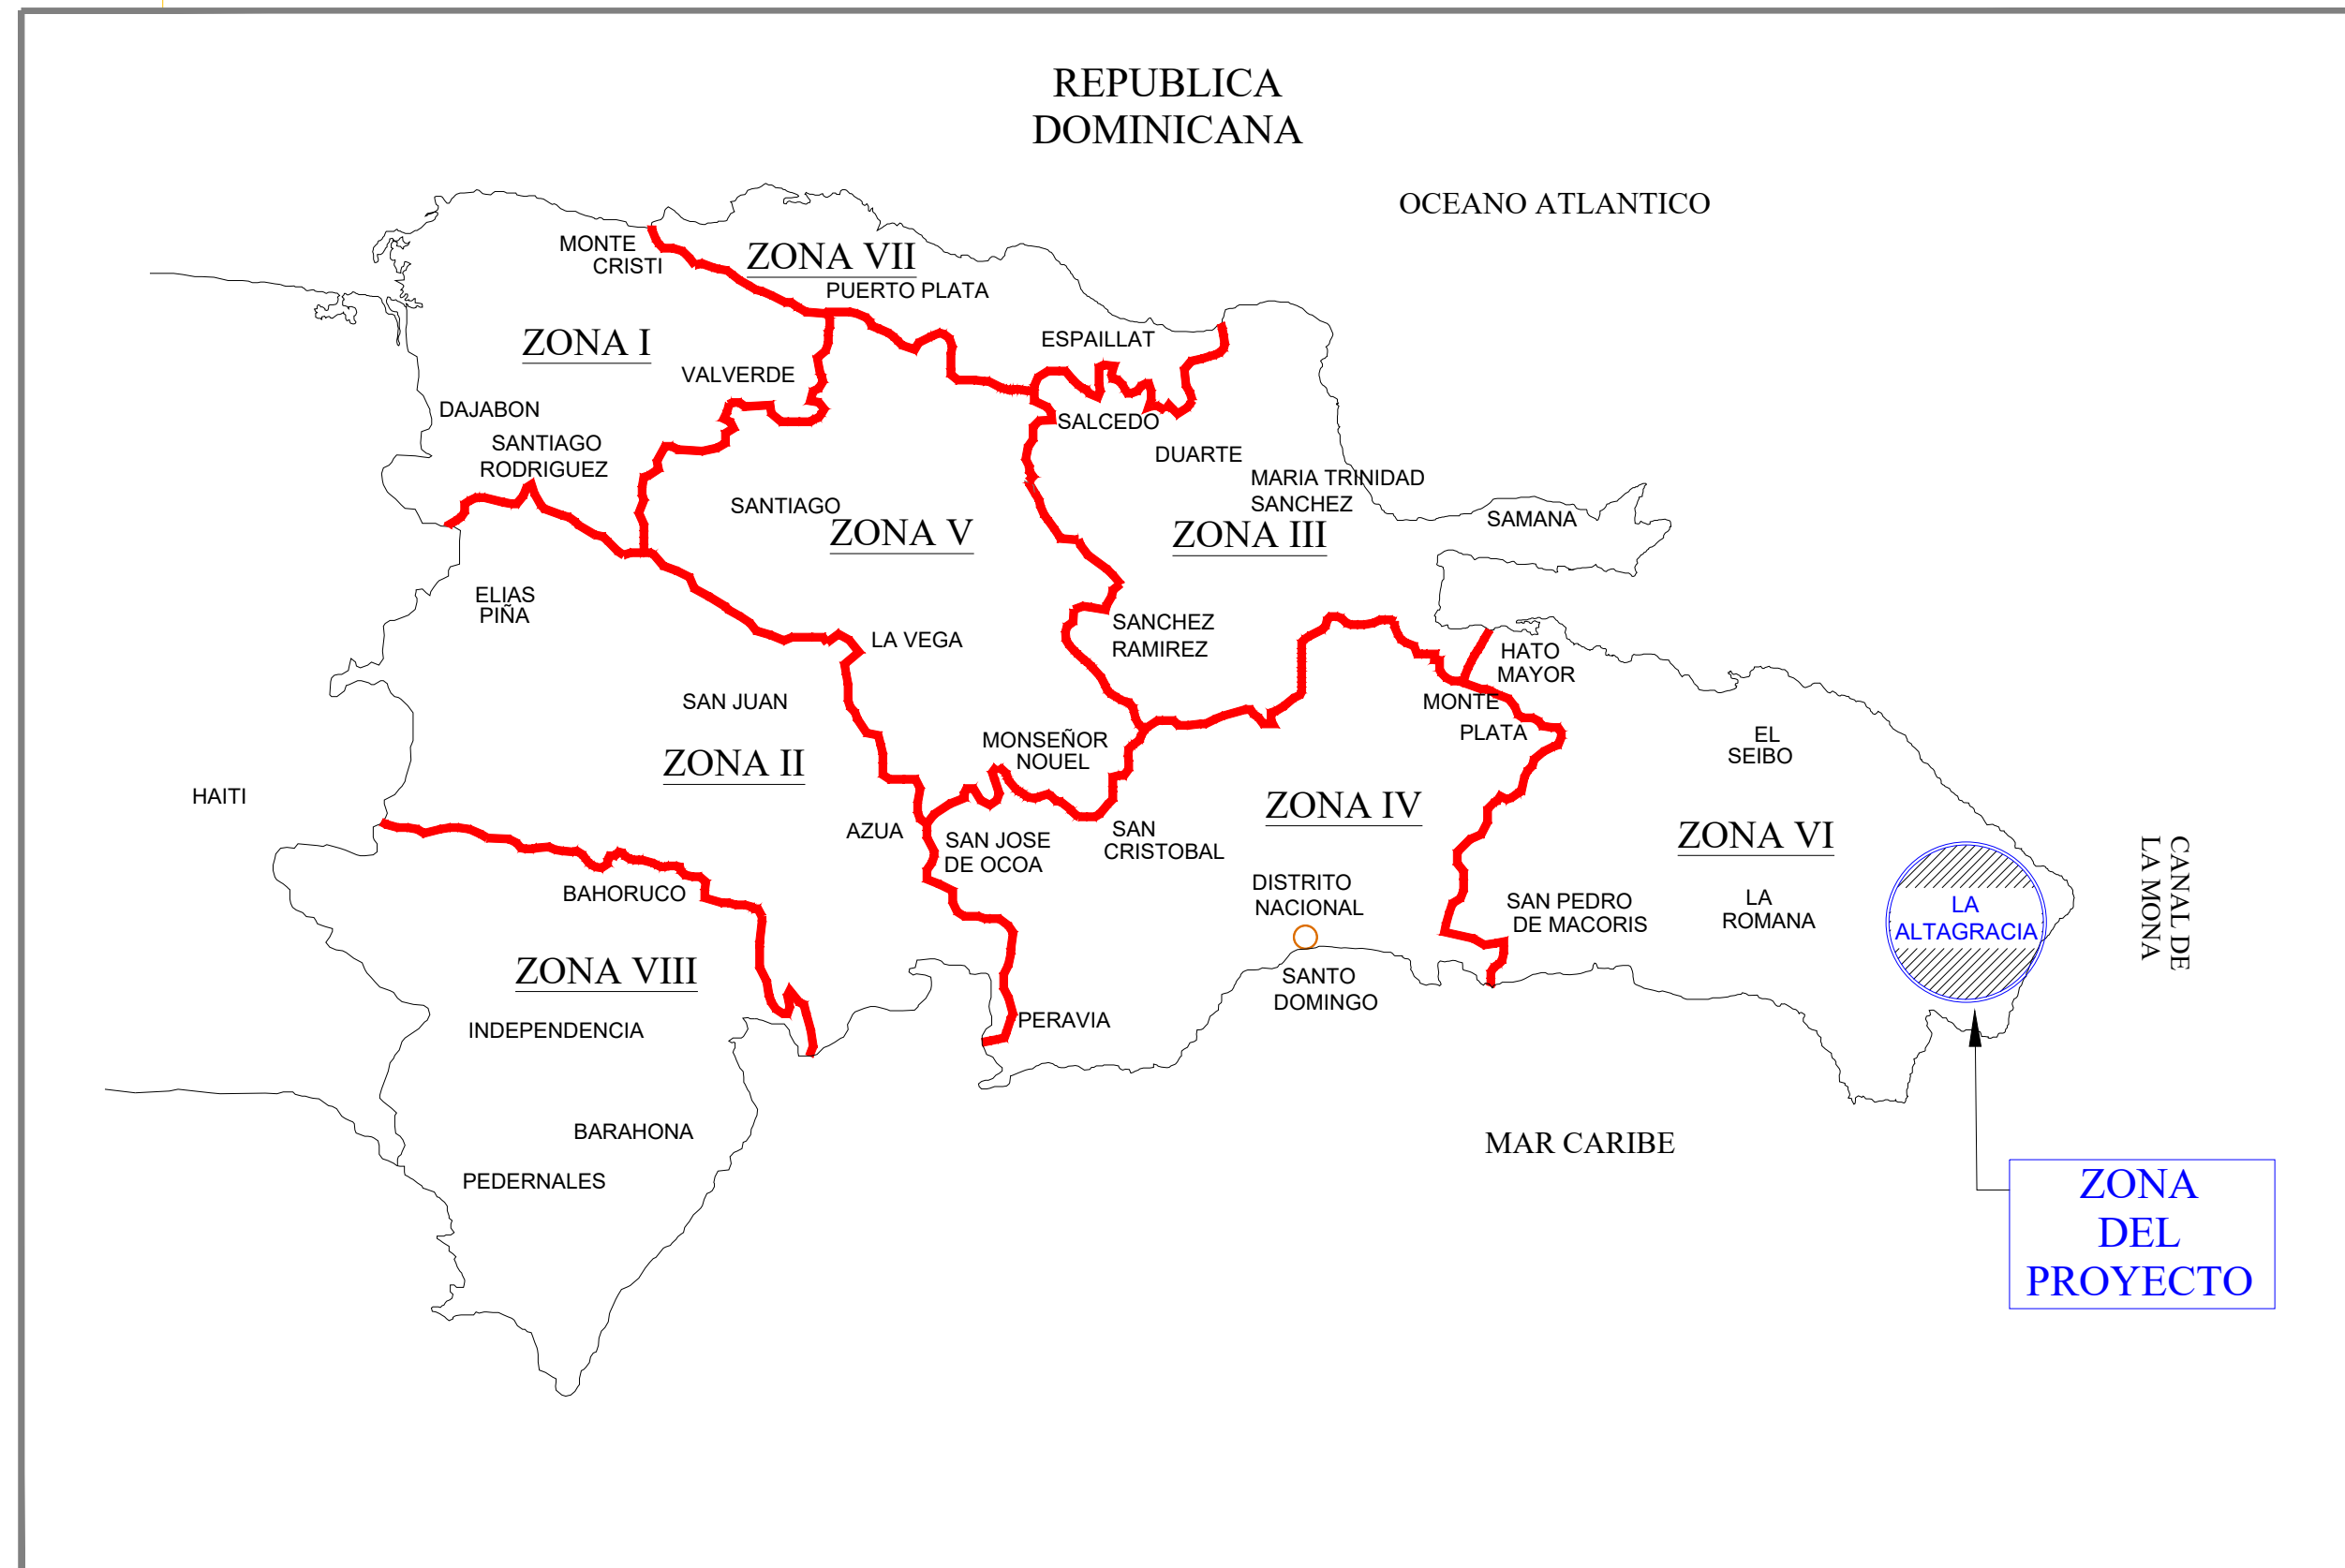 REPUBLICA
DOMINICANA
OCEANO ATLANTICO
MONTE
CRISTI
ZONA VII
PUERTO PLATA
ZONA I
ESPAILLAT
VALVERDE
DAJABON
SALCEDO
SANTIAGO
RODRIGUEZ
DUARTE
MARIA TRINIDAD
SANCHEZ
SANTIAGO
ZONA V
ZONA III
SAMANA
ELIAS
PIÑA
SANCHEZ
RAMIREZ
LA VEGA
HATO
MAYOR
SAN JUAN
MONTE
PLATA
MONSEÑOR
NOUEL
EL
SEIBO
ZONA II
HAITI
ZONA IV
AZUA
SAN JOSE
DE OCOA
SAN
CRISTOBAL
ZONA VI
CANAL DE
LA MONA
BAHORUCO
DISTRITO
NACIONAL
SAN PEDRO
DE MACORIS
LA
ROMANA
LA
ALTAGRACIA
ZONA VIII
SANTO
DOMINGO
INDEPENDENCIA
PERAVIA
BARAHONA
MAR CARIBE
PEDERNALES
ZONA
DEL
PROYECTO